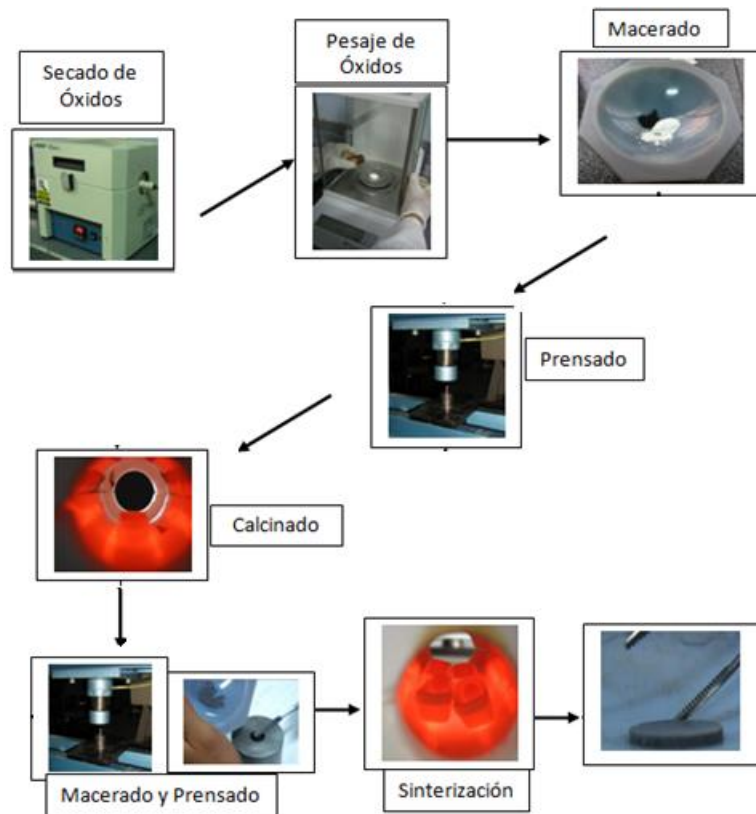 Secado de
Óxidos
Pesaje de
Óxidos
Macerado
Prensado
Calcinado
Macerado y Prensado
Sinterización